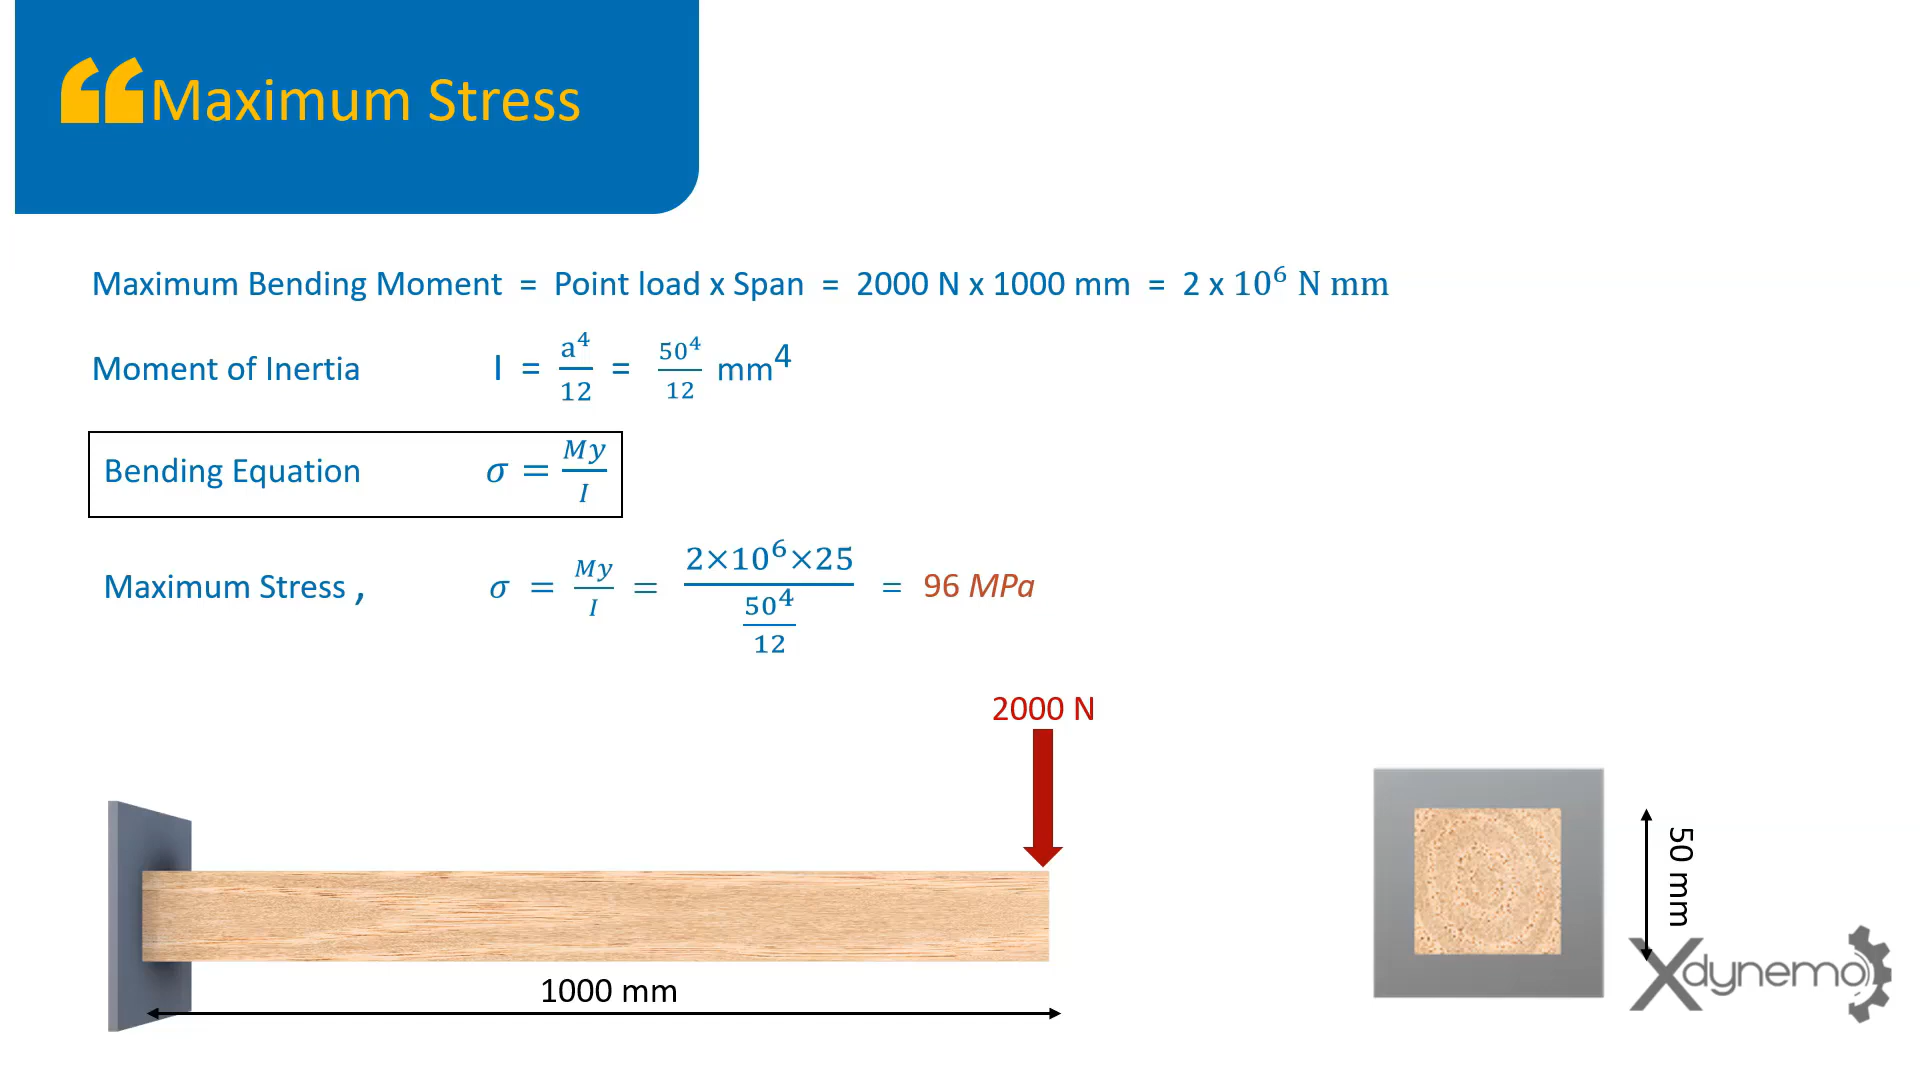 ❝Maximum Stress
Maximum Bending Moment = Point load x Span = 2000 N x 1000 mm = 2 x 10⁶ N mm
Moment of Inertia I = a⁴/12 = 50⁴/12 mm⁴
Bending Equation σ = My/I
Maximum Stress , σ = My/I = 2×10⁶×25 / (50⁴/12) = 96 MPa
2000 N
1000 mm
50 mm
Xdynemo